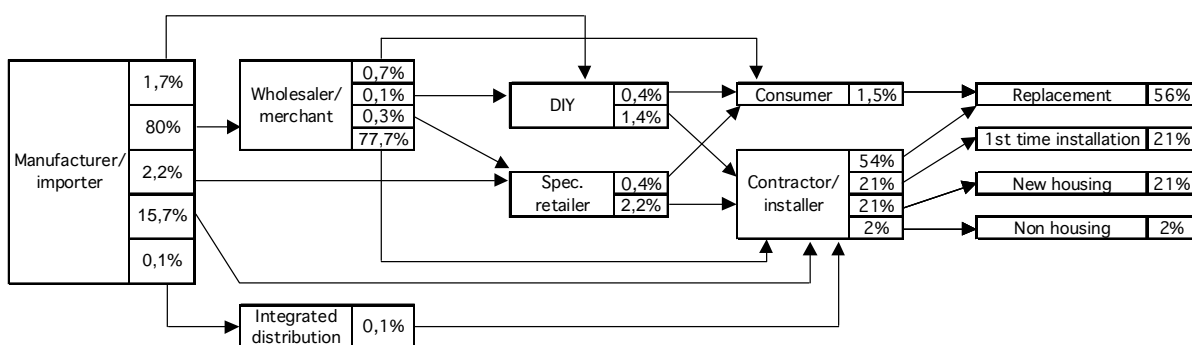 Manufacturer/
importer
1,7%
80%
2,2%
15,7%
0,1%
Wholesaler/
merchant
0,7%
0,1%
0,3%
77,7%
Integrated
distribution
0,1%
DIY
0,4%
1,4%
Spec.
retailer
0,4%
2,2%
Consumer
1,5%
Contractor/
installer
54%
21%
21%
2%
Replacement
56%
1st time installation
21%
New housing
21%
Non housing
2%